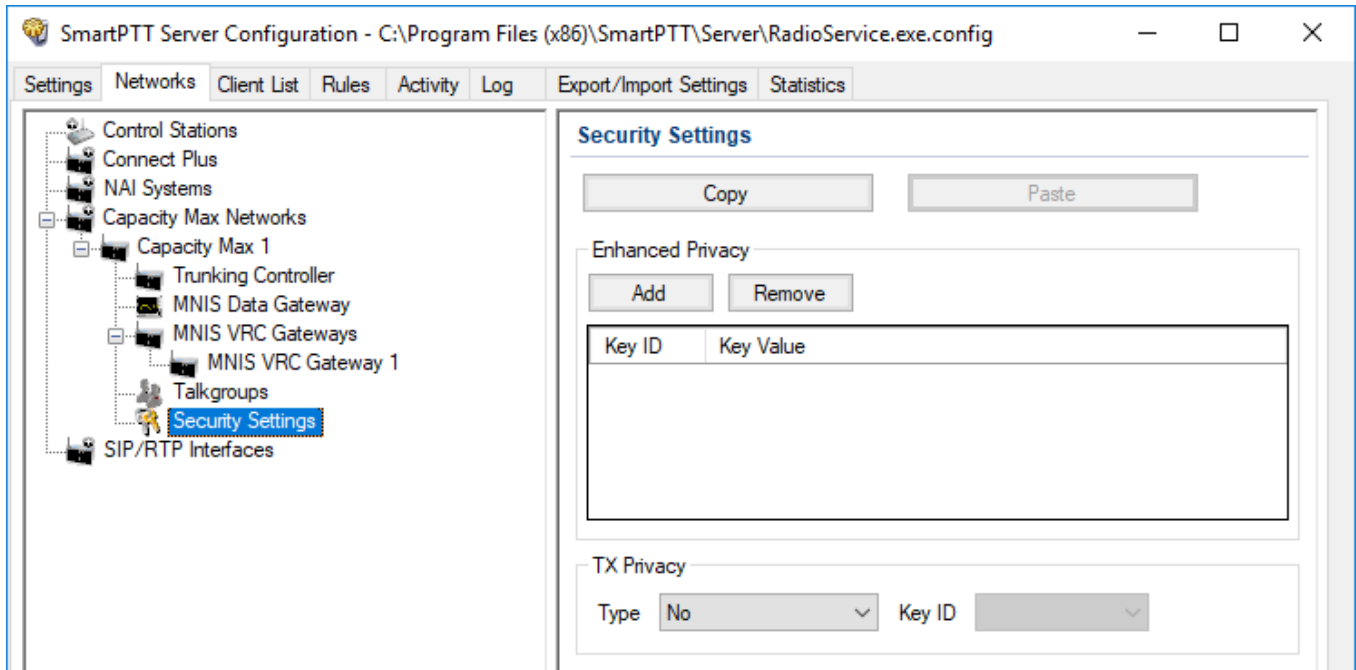 SmartPTT Server Configuration - C:\Program Files (x86)\SmartPTT\Server\RadioService.exe.config
Settings Networks Client List Rules Activity Log Export/Import Settings Statistics
Control Stations
Connect Plus
NAI Systems
Capacity Max Networks
Capacity Max 1
Trunking Controller
MNIS Data Gateway
MNIS VRC Gateways
MNIS VRC Gateway 1
Talkgroups
Security Settings
SIP/RTP Interfaces
Security Settings
Copy Paste
Enhanced Privacy
Add Remove
Key ID Key Value
TX Privacy
Type No Key ID